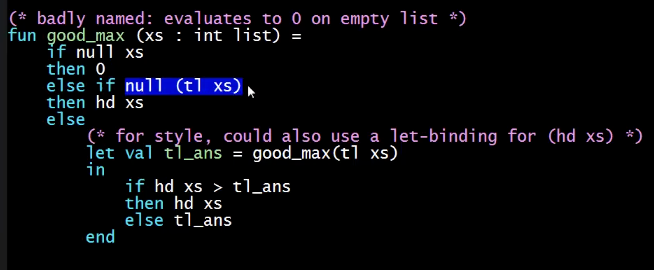 (* badly named: evaluates to 0 on empty list *)
fun good_max (xs : int list) =
    if null xs
    then 0
    else if null (tl xs)
    then hd xs
    else
        (* for style, could also use a let-binding for (hd xs) *)
        let val tl_ans = good_max(tl xs)
        in
            if hd xs > tl_ans
            then hd xs
            else tl_ans
        end